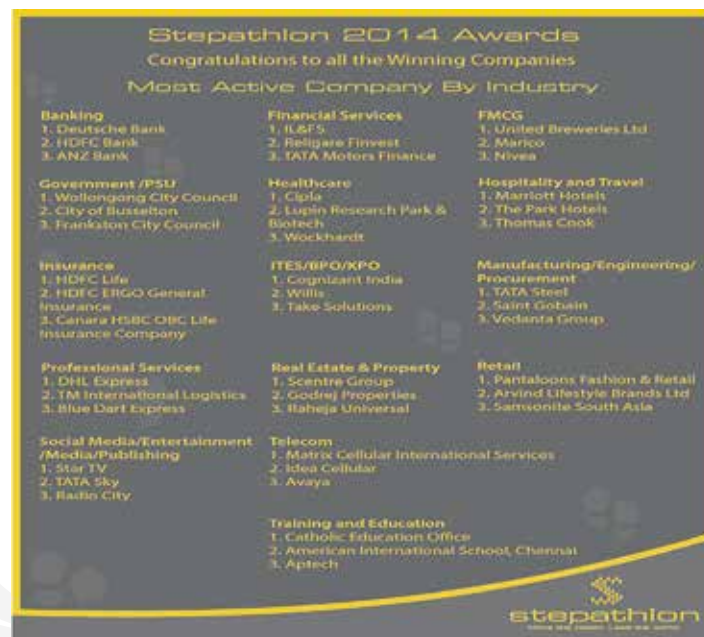 Stepathlon 2014 Awards
Congratulations to all the Winning Companies
Most Active Company By Industry
Banking
1. Deutsche Bank
2. HDFC Bank
3. ANZ Bank
Financial Services
1. IL&FS
2. Religare Finvest
3. TATA Motors Finance
FMCG
1. United Breweries Ltd
2. Marico
3. Nivea
Government /PSU
1. Wollongong City Council
2. City of Busselton
3. Frankston City Council
Healthcare
1. Cipla
2. Lupin Research Park &
Biotech
3. Wockhardt
Hospitality and Travel
1. Marriott Hotels
2. The Park Hotels
3. Thomas Cook
Insurance
1. HDFC Life
2. HDFC ERGO General
Insurance
3. Canara HSBC OBC Life
Insurance Company
ITES/BPO/KPO
1. Cognizant India
2. Willis
3. Take Solutions
Manufacturing/Engineering/
Procurement
1. TATA Steel
2. Saint Gobain
3. Vedanta Group
Professional Services
1. DHL Express
2. TM International Logistics
3. Blue Dart Express
Real Estate & Property
1. Scentre Group
2. Godrej Properties
3. Raheja Universal
Retail
1. Pantaloons Fashion & Retail
2. Arvind Lifestyle Brands Ltd
3. Samsonite South Asia
Social Media/Entertainment
/Media/Publishing
1. Star TV
2. TATA Sky
3. Radio City
Telecom
1. Matrix Cellular International Services
2. Idea Cellular
3. Avaya
Training and Education
1. Catholic Education Office
2. American International School, Chennai
3. Aptech
stepathlon